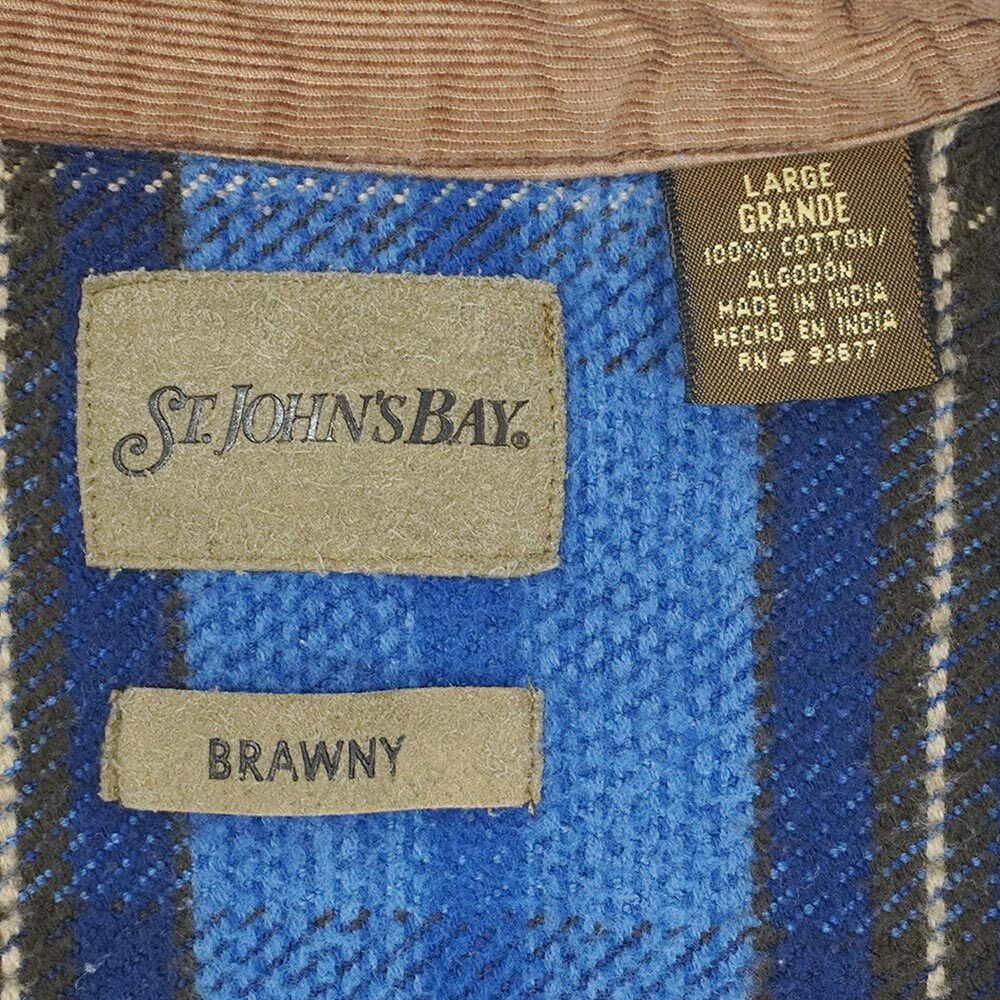 LARGE
GRANDE
100% COTTON/
ALGODON
MADE IN INDIA
HECHO EN INDIA
RN # 93677
ST. JOHN'S BAY®
BRAWNY